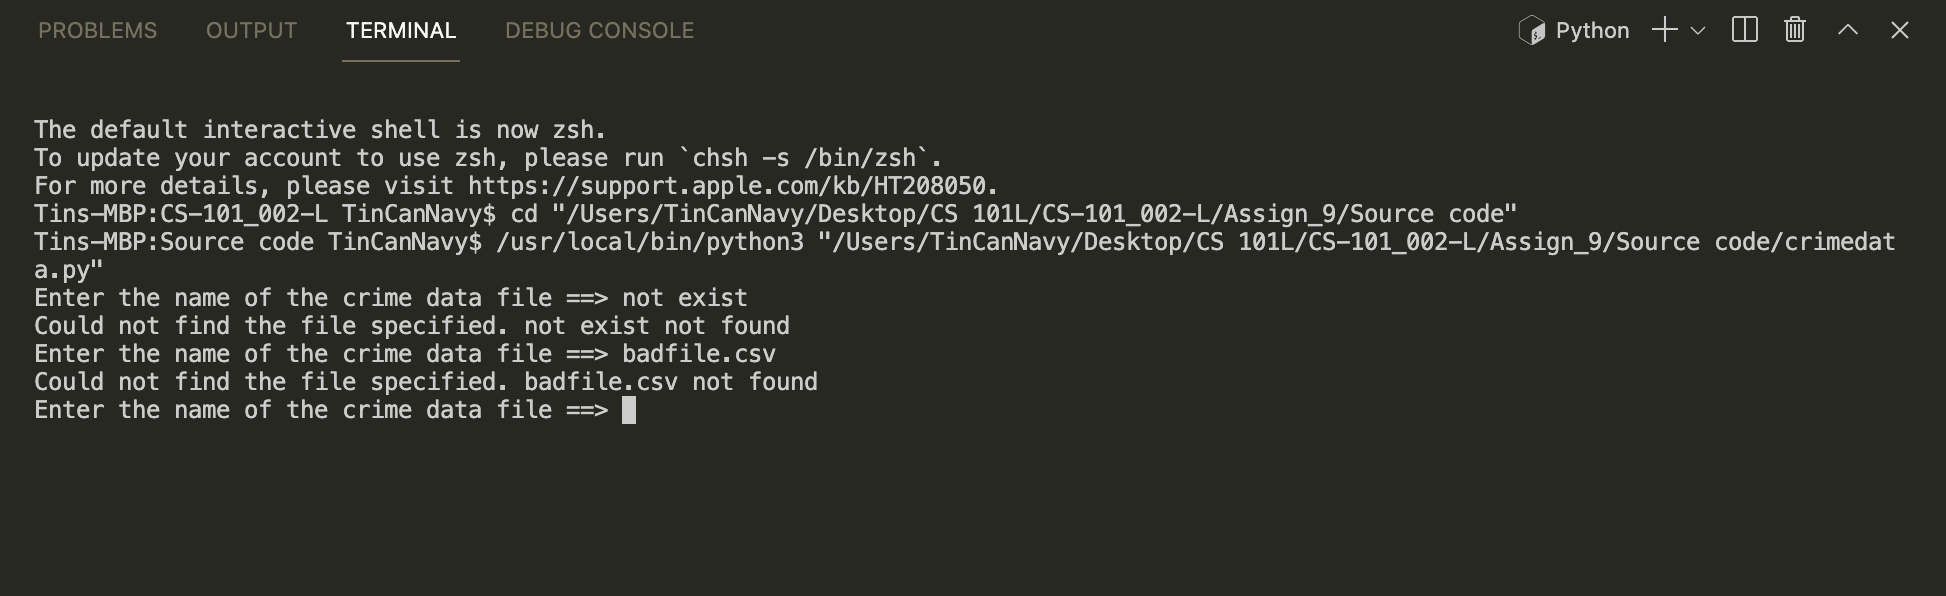 PROBLEMS OUTPUT TERMINAL DEBUG CONSOLE Python
The default interactive shell is now zsh.
To update your account to use zsh, please run `chsh -s /bin/zsh`.
For more details, please visit https://support.apple.com/kb/HT208050.
Tins-MBP:CS-101_002-L TinCanNavy$ cd "/Users/TinCanNavy/Desktop/CS 101L/CS-101_002-L/Assign_9/Source code"
Tins-MBP:Source code TinCanNavy$ /usr/local/bin/python3 "/Users/TinCanNavy/Desktop/CS 101L/CS-101_002-L/Assign_9/Source code/crimedat
a.py"
Enter the name of the crime data file ==> not exist
Could not find the file specified. not exist not found
Enter the name of the crime data file ==> badfile.csv
Could not find the file specified. badfile.csv not found
Enter the name of the crime data file ==>